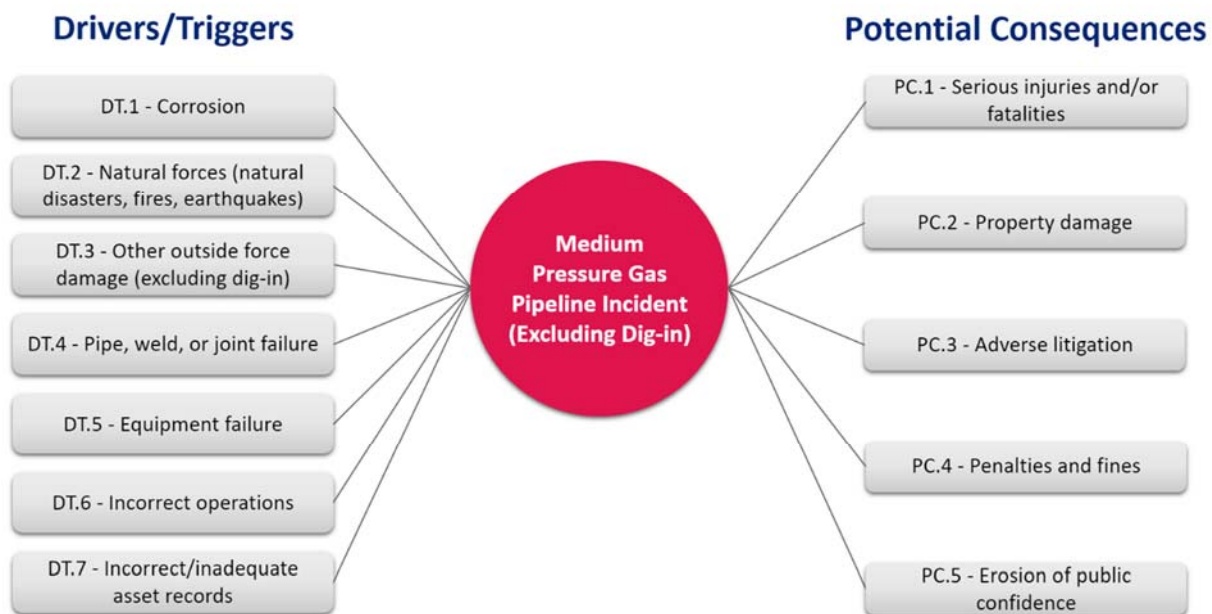 Drivers/Triggers
DT.1 - Corrosion
DT.2 - Natural forces (natural
disasters, fires, earthquakes)
DT.3 - Other outside force
damage (excluding dig-in)
DT.4 - Pipe, weld, or joint failure
DT.5 - Equipment failure
DT.6 - Incorrect operations
DT.7 - Incorrect/inadequate
asset records
Medium
Pressure Gas
Pipeline Incident
(Excluding Dig-in)
Potential Consequences
PC.1 - Serious injuries and/or
fatalities
PC.2 - Property damage
PC.3 - Adverse litigation
PC.4 - Penalties and fines
PC.5 - Erosion of public
confidence